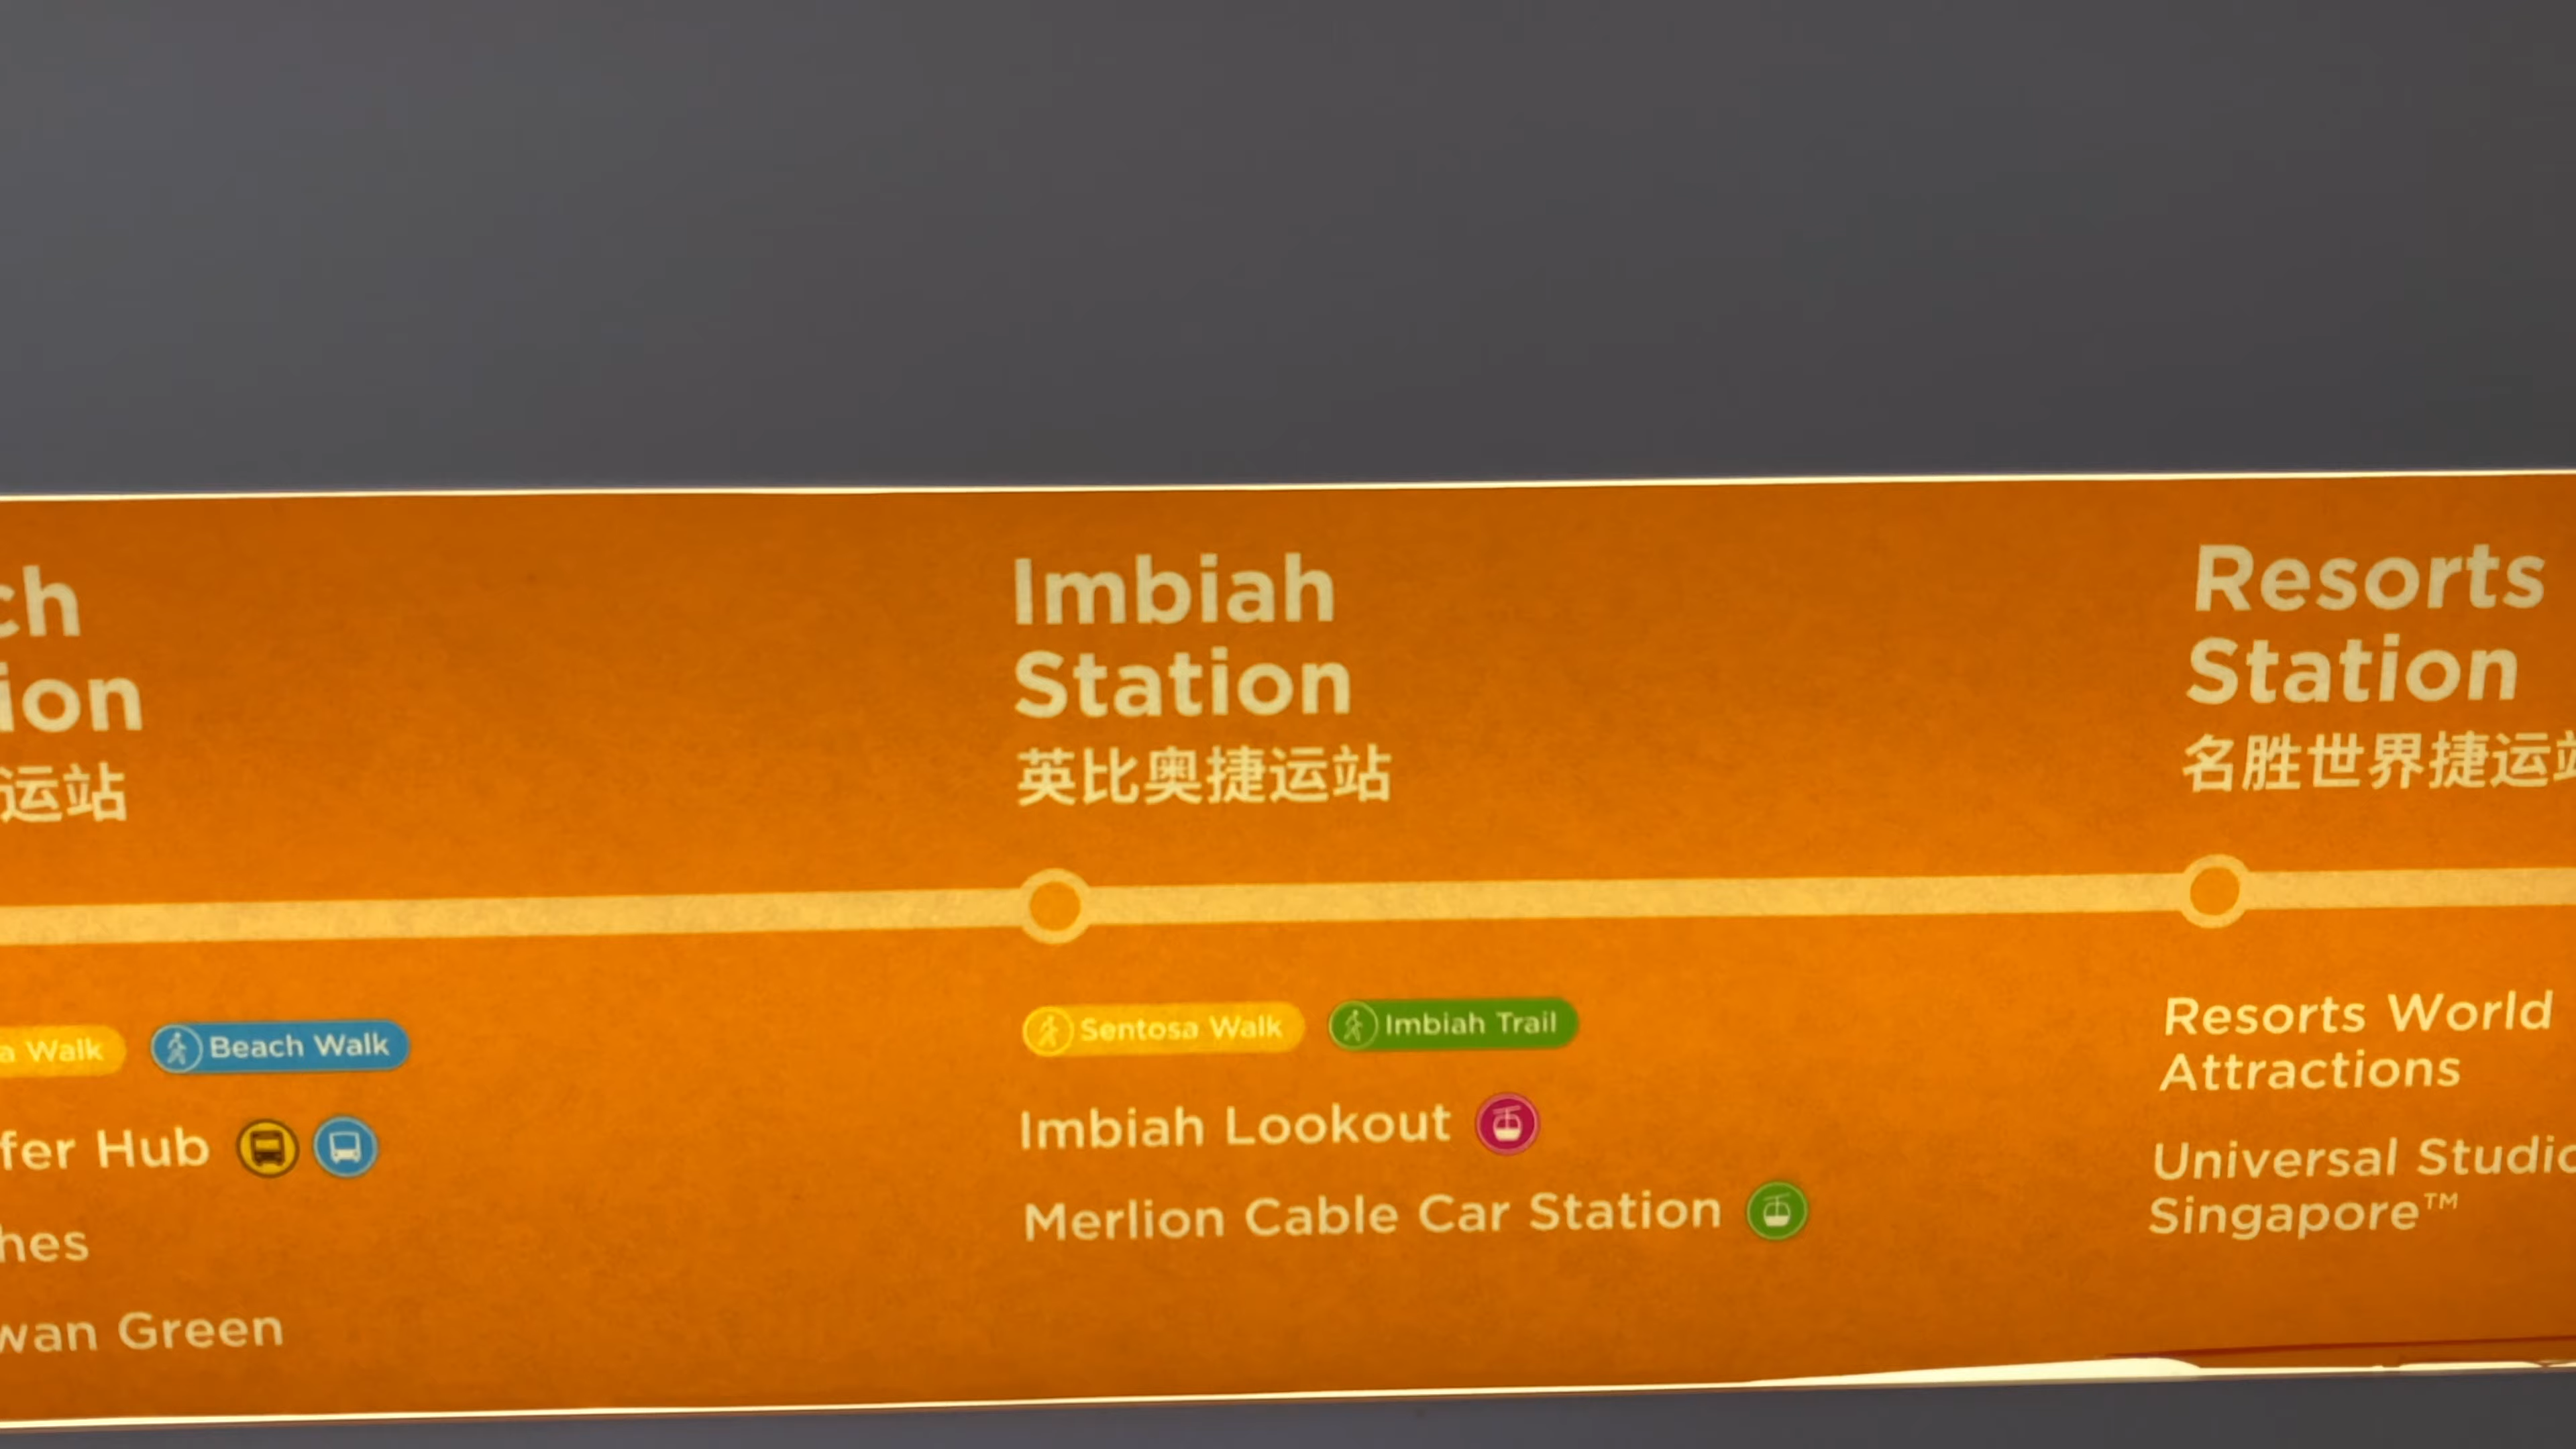 ch
ion
运站
a Walk
Beach Walk
fer Hub
hes
wan Green
Imbiah
Station
英比奥捷运站
Sentosa Walk
Imbiah Trail
Imbiah Lookout
Merlion Cable Car Station
Resorts
Station
名胜世界捷运站
Resorts World
Attractions
Universal Studio
Singapore™